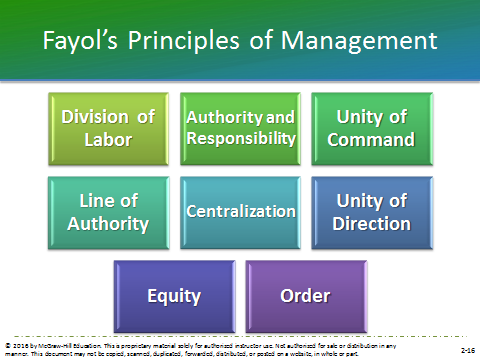 Fayol's Principles of Management
Division of
Labor
Authority and
Responsibility
Unity of
Command
Line of
Authority
Centralization
Unity of
Direction
Equity
Order
© 2016 by McGraw-Hill Education. This is proprietary material solely for authorized instructor use. Not authorized for sale or distribution in any
manner. This document may not be copied, scanned, duplicated, forwarded, distributed, or posted on a website, in whole or part.
2-16